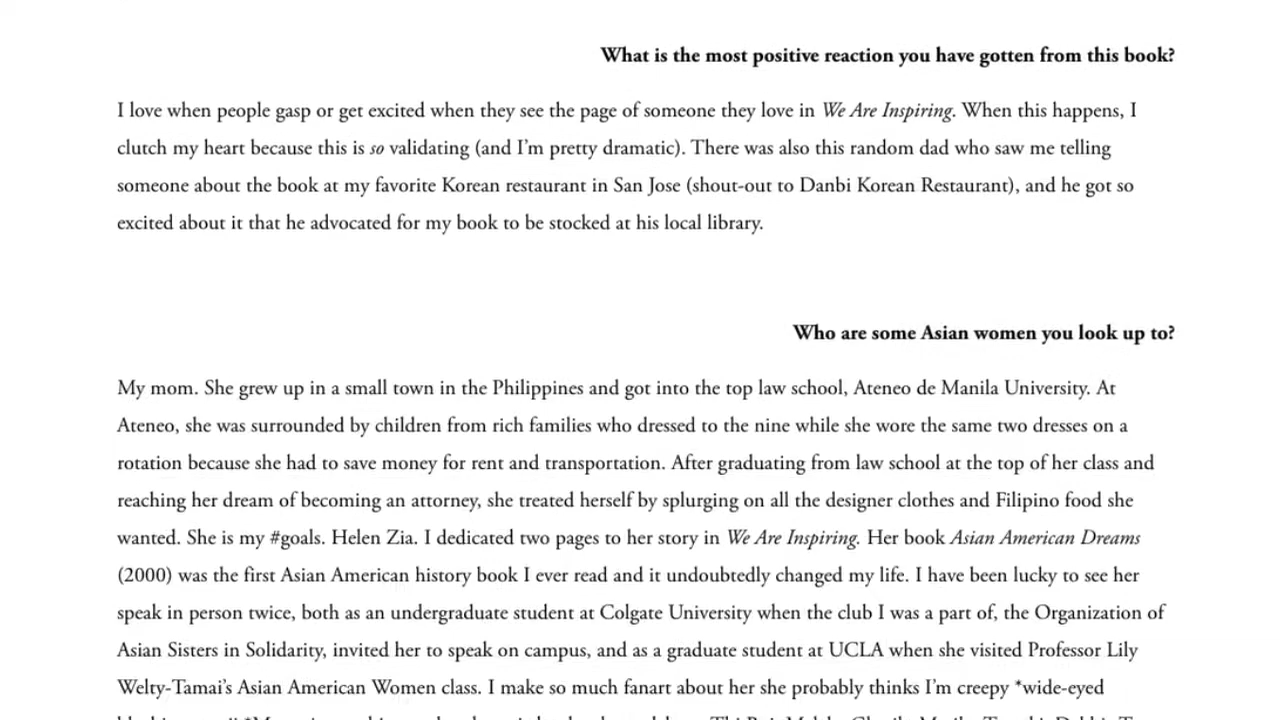 What is the most positive reaction you have gotten from this book?
I love when people gasp or get excited when they see the page of someone they love in We Are Inspiring. When this happens, I
clutch my heart because this is so validating (and I'm pretty dramatic). There was also this random dad who saw me telling
someone about the book at my favorite Korean restaurant in San Jose (shout-out to Danbi Korean Restaurant), and he got so
excited about it that he advocated for my book to be stocked at his local library.
Who are some Asian women you look up to?
My mom. She grew up in a small town in the Philippines and got into the top law school, Ateneo de Manila University. At
Ateneo, she was surrounded by children from rich families who dressed to the nine while she wore the same two dresses on a
rotation because she had to save money for rent and transportation. After graduating from law school at the top of her class and
reaching her dream of becoming an attorney, she treated herself by splurging on all the designer clothes and Filipino food she
wanted. She is my #goals. Helen Zia. I dedicated two pages to her story in We Are Inspiring. Her book Asian American Dreams
(2000) was the first Asian American history book I ever read and it undoubtedly changed my life. I have been lucky to see her
speak in person twice, both as an undergraduate student at Colgate University when the club I was a part of, the Organization of
Asian Sisters in Solidarity, invited her to speak on campus, and as a graduate student at UCLA when she visited Professor Lily
Welty-Tamai's Asian American Women class. I make so much fanart about her she probably thinks I'm creepy *wide-eyed